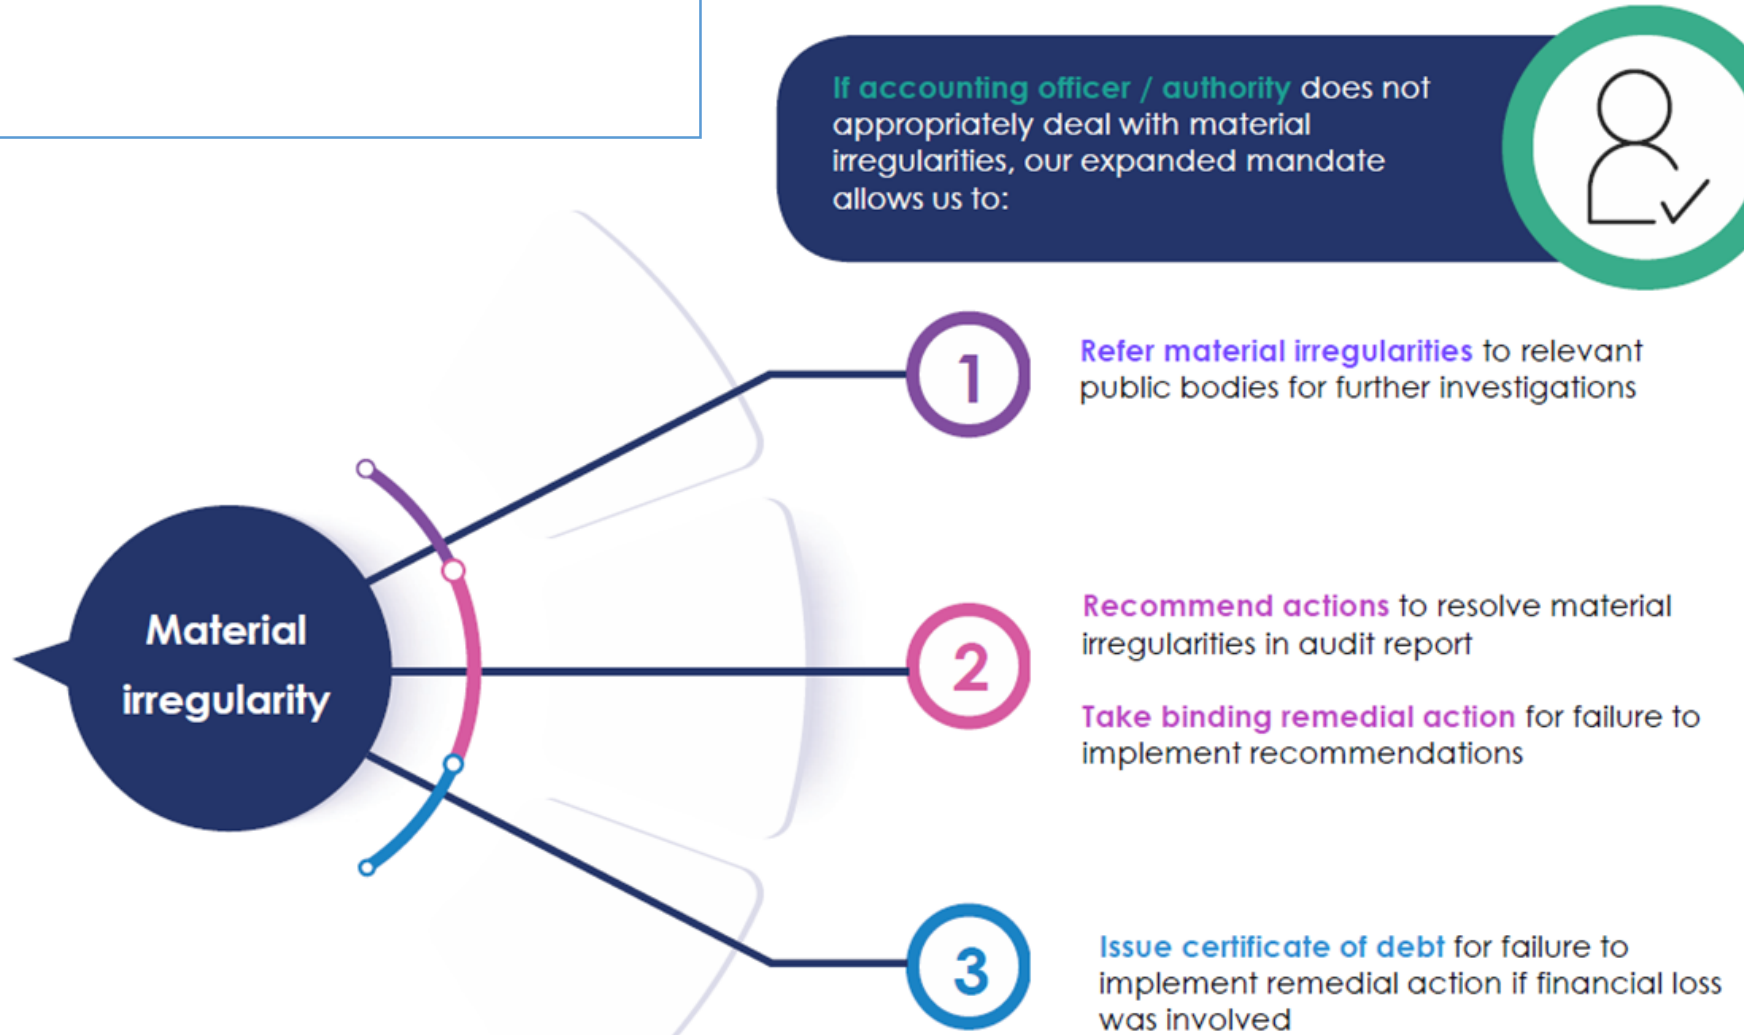 If accounting officer / authority does not
appropriately deal with material
irregularities, our expanded mandate
allows us to:
1
Refer material irregularities to relevant
public bodies for further investigations
Material
irregularity
2
Recommend actions to resolve material
irregularities in audit report
Take binding remedial action for failure to
implement recommendations
3
Issue certificate of debt for failure to
implement remedial action if financial loss
was involved